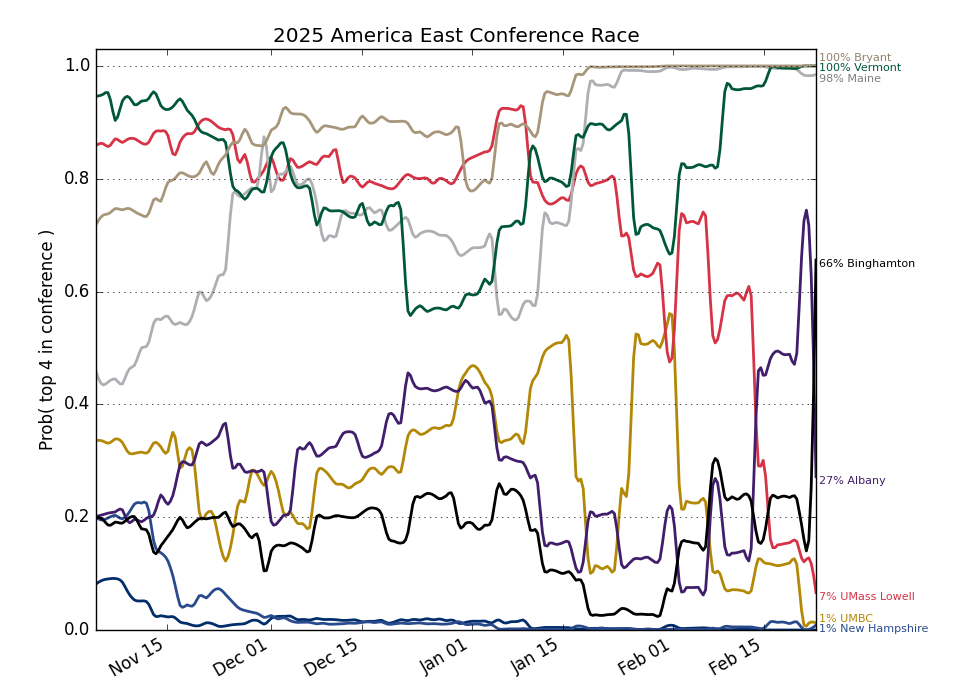 2025 America East Conference Race
Prob( top 4 in conference )
1.0
0.8
0.6
0.4
0.2
0.0
Nov 15
Dec 01
Dec 15
Jan 01
Jan 15
Feb 01
Feb 15
100% Bryant
100% Vermont
98% Maine
66% Binghamton
27% Albany
7% UMass Lowell
1% UMBC
1% New Hampshire